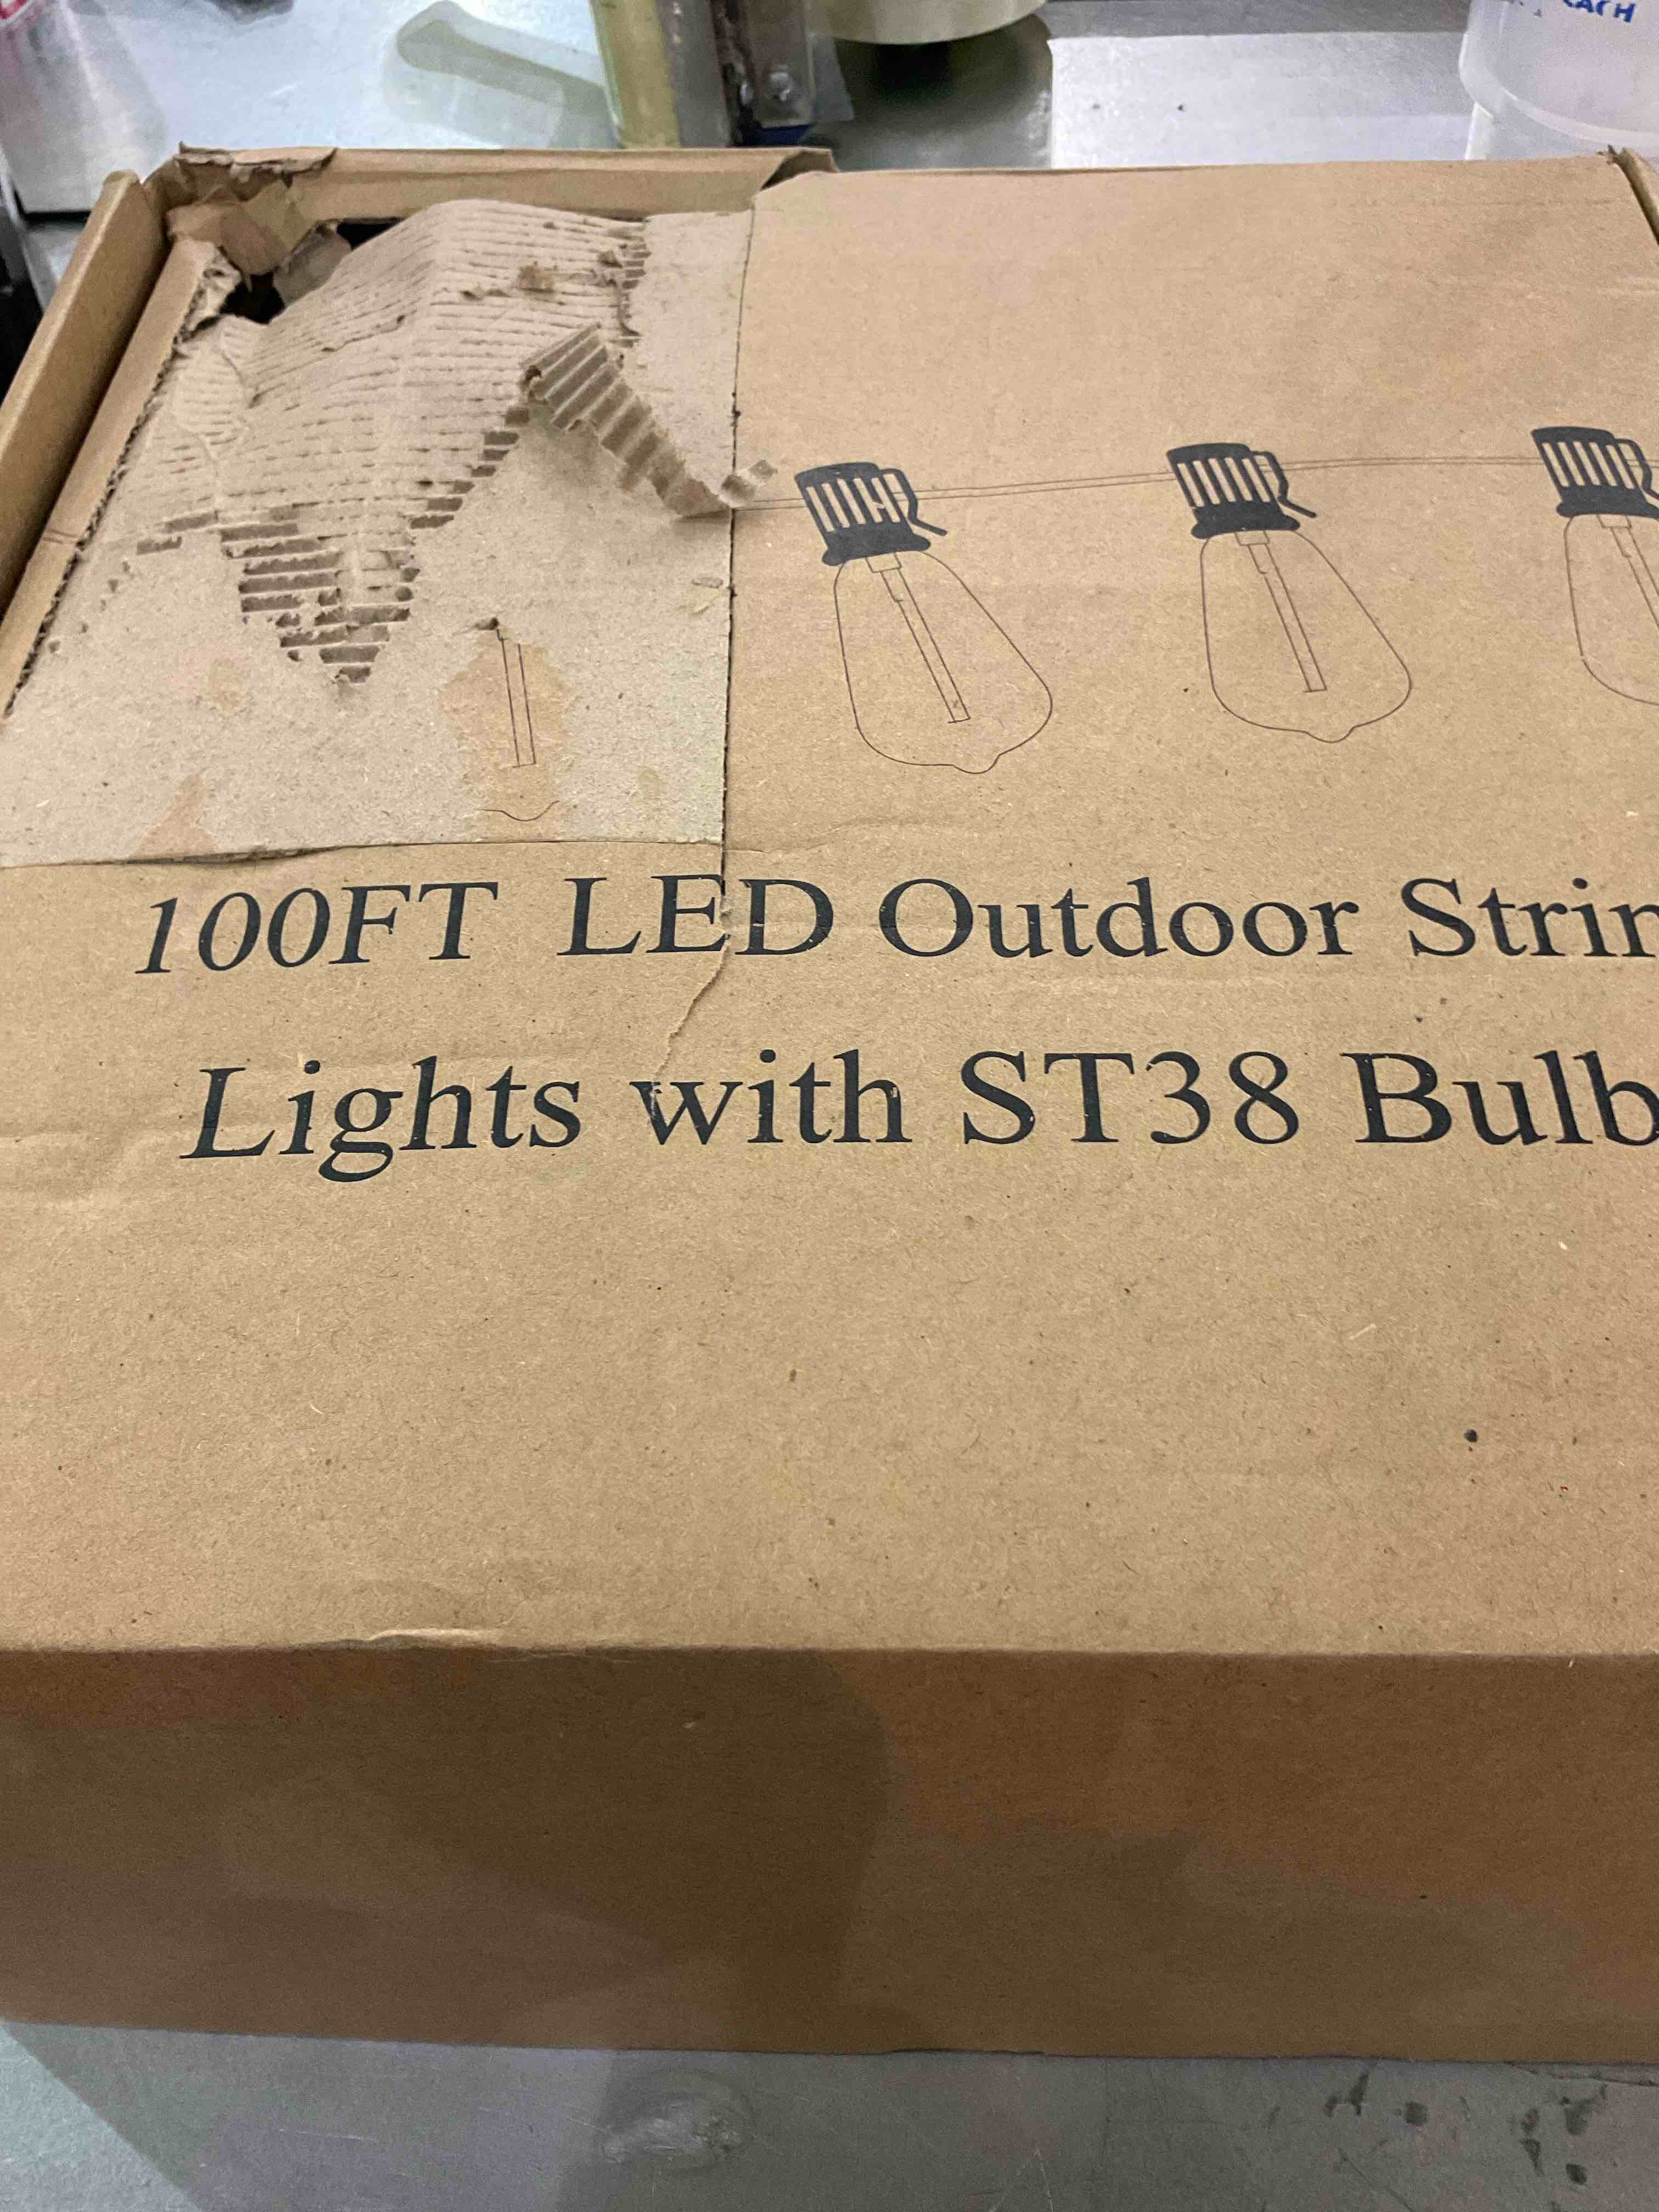 100FT LED Outdoor Strin
Lights with ST38 Bulb